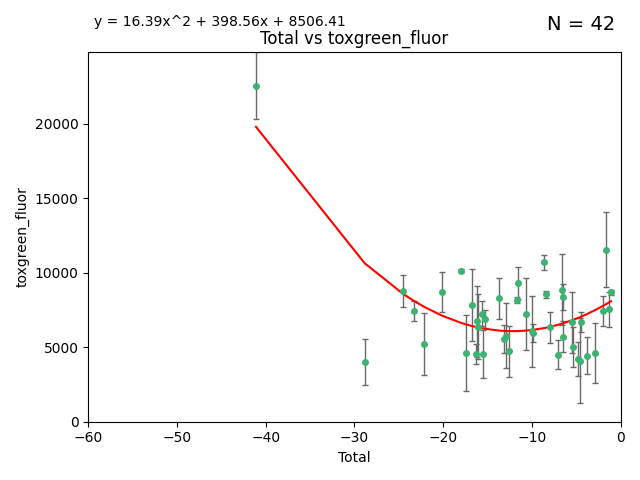 y = 16.39x^2 + 398.56x + 8506.41
N = 42
Total vs toxgreen_fluor
20000
15000
10000
5000
0
toxgreen_fluor
−60 −50 −40 −30 −20 −10 0
Total